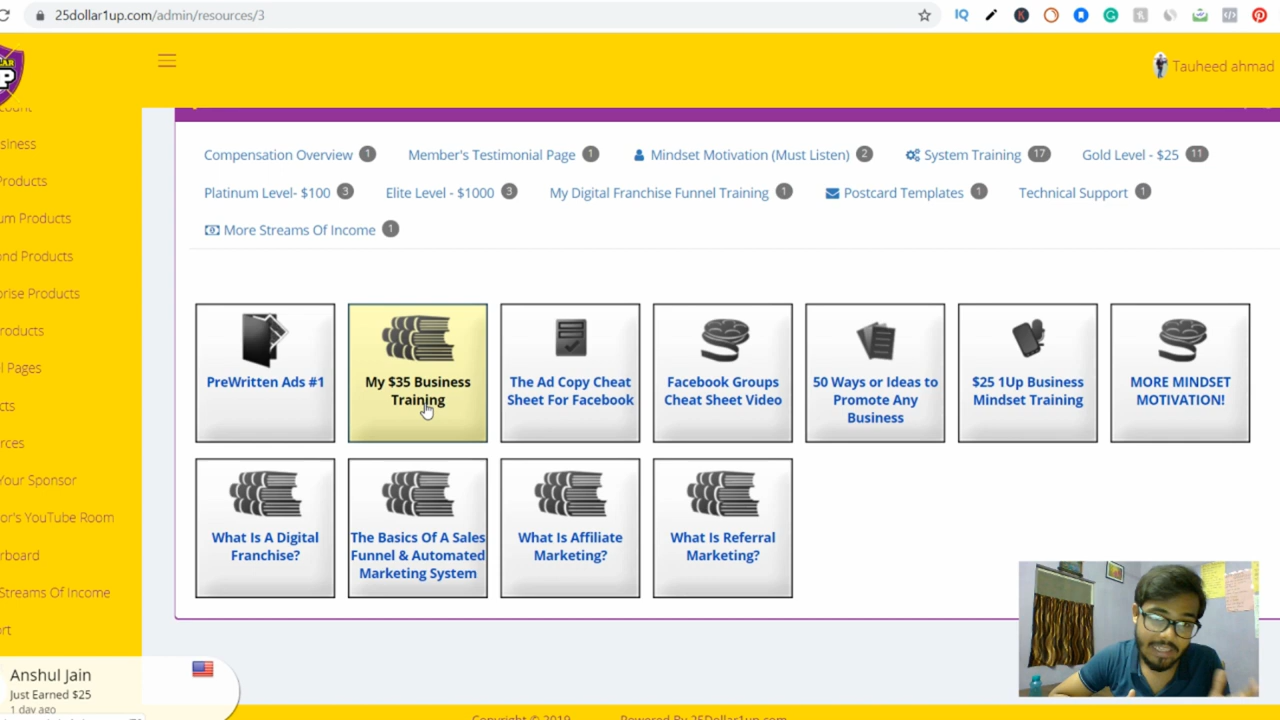 25dollar1up.com/admin/resources/3
IQ
K
Tauheed ahmad
AR
P
siness
Products
um Products
ond Products
prise Products
roducts
l Pages
cts
rces
Your Sponsor
or's YouTube Room
rboard
Streams Of Income
rt
Compensation Overview 1
Member's Testimonial Page 1
Mindset Motivation (Must Listen) 2
System Training 17
Gold Level - $25 11
Platinum Level- $100 3
Elite Level - $1000 3
My Digital Franchise Funnel Training 1
Postcard Templates 1
Technical Support 1
More Streams Of Income 1
PreWritten Ads #1
My $35 Business
Training
The Ad Copy Cheat
Sheet For Facebook
Facebook Groups
Cheat Sheet Video
50 Ways or Ideas to
Promote Any
Business
$25 1Up Business
Mindset Training
MORE MINDSET
MOTIVATION!
What Is A Digital
Franchise?
The Basics Of A Sales
Funnel & Automated
Marketing System
What Is Affiliate
Marketing?
What Is Referral
Marketing?
Anshul Jain
Just Earned $25
1 day ago
Copyright © 2019
Powered By 25Dollar1up.com